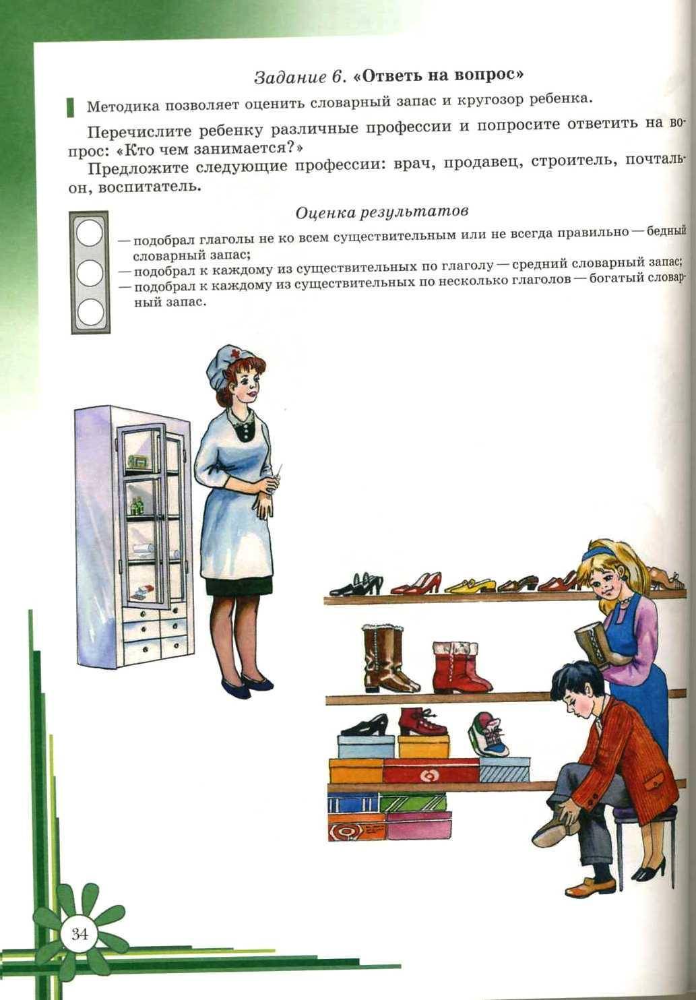 Задание 6. «Ответь на вопрос»
Методика позволяет оценить словарный запас и кругозор ребенка.
Перечислите ребенку различные профессии и попросите ответить на во-
прос: «Кто чем занимается?»
Предложите следующие профессии: врач, продавец, строитель, почталь-
он, воспитатель.
Оценка результатов
— подобрал глаголы не ко всем существительным или не всегда правильно — бедный
словарный запас;
— подобрал к каждому из существительных по глаголу — средний словарный запас;
— подобрал к каждому из существительных по несколько глаголов — богатый словар-
ный запас.
34